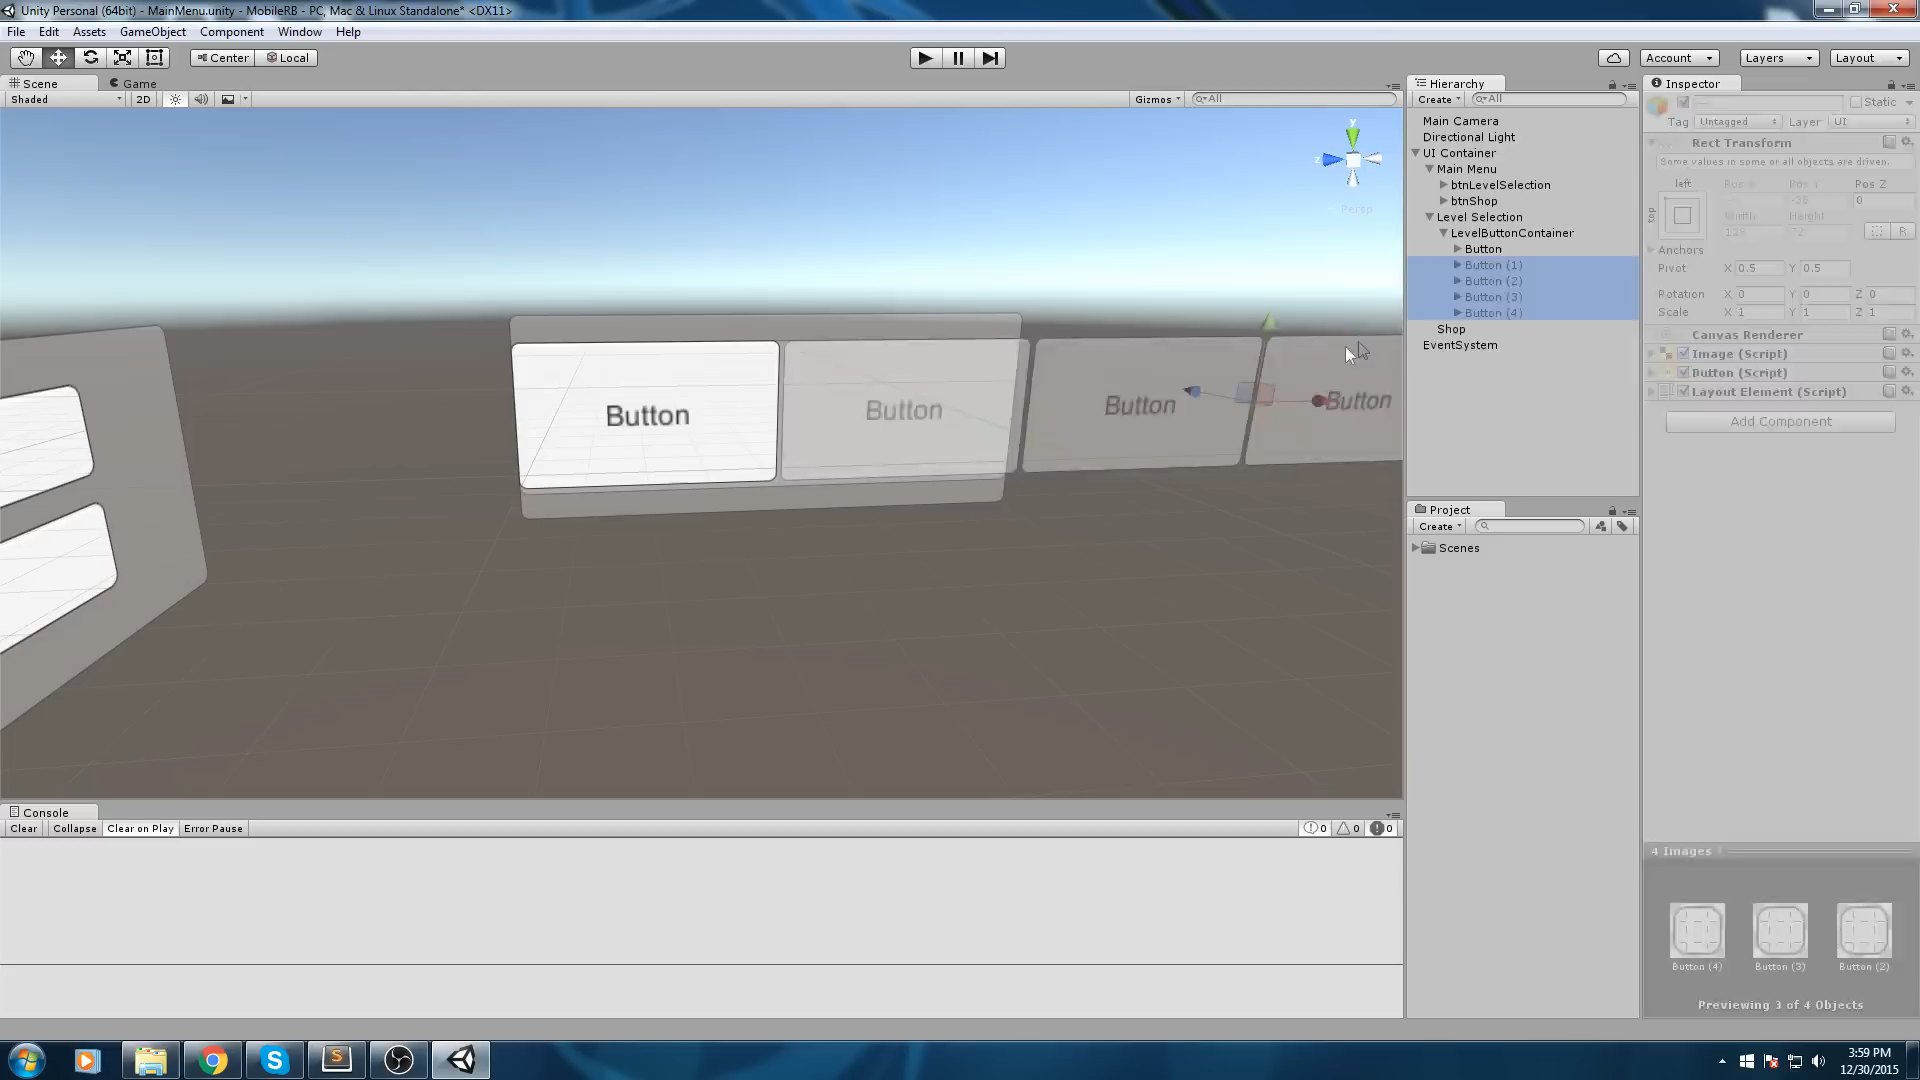 Unity Personal (64bit) - MainMenu.unity - MobileRB - PC, Mac & Linux Standalone* <DX11>
File Edit Assets GameObject Component Window Help
Center Local Account Layers Layout
Scene Game
Shaded 2D Gizmos All
y
z
Persp
Button
Button
Button
Button
Hierarchy
Create All
Main Camera
Directional Light
UI Container
Main Menu
btnLevelSelection
btnShop
Level Selection
LevelButtonContainer
Button
Button (1)
Button (2)
Button (3)
Button (4)
Shop
EventSystem
Project
Create
Scenes
Inspector
Static
Tag Untagged Layer UI
Rect Transform
Some values in some or all objects are driven.
left Pos Z
top -36 0
Width Height
72 R
Anchors
Pivot X 0.5 Y 0.5
Rotation X 0 Y 0 Z 0
Scale X 1 Y 1 Z 1
Canvas Renderer
Image (Script)
Button (Script)
Layout Element (Script)
Add Component
4 Images
Button (4) Button (3) Button (2)
Previewing 3 of 4 Objects
Console
Clear Collapse Clear on Play Error Pause 0 0 0
3:59 PM
12/30/2015